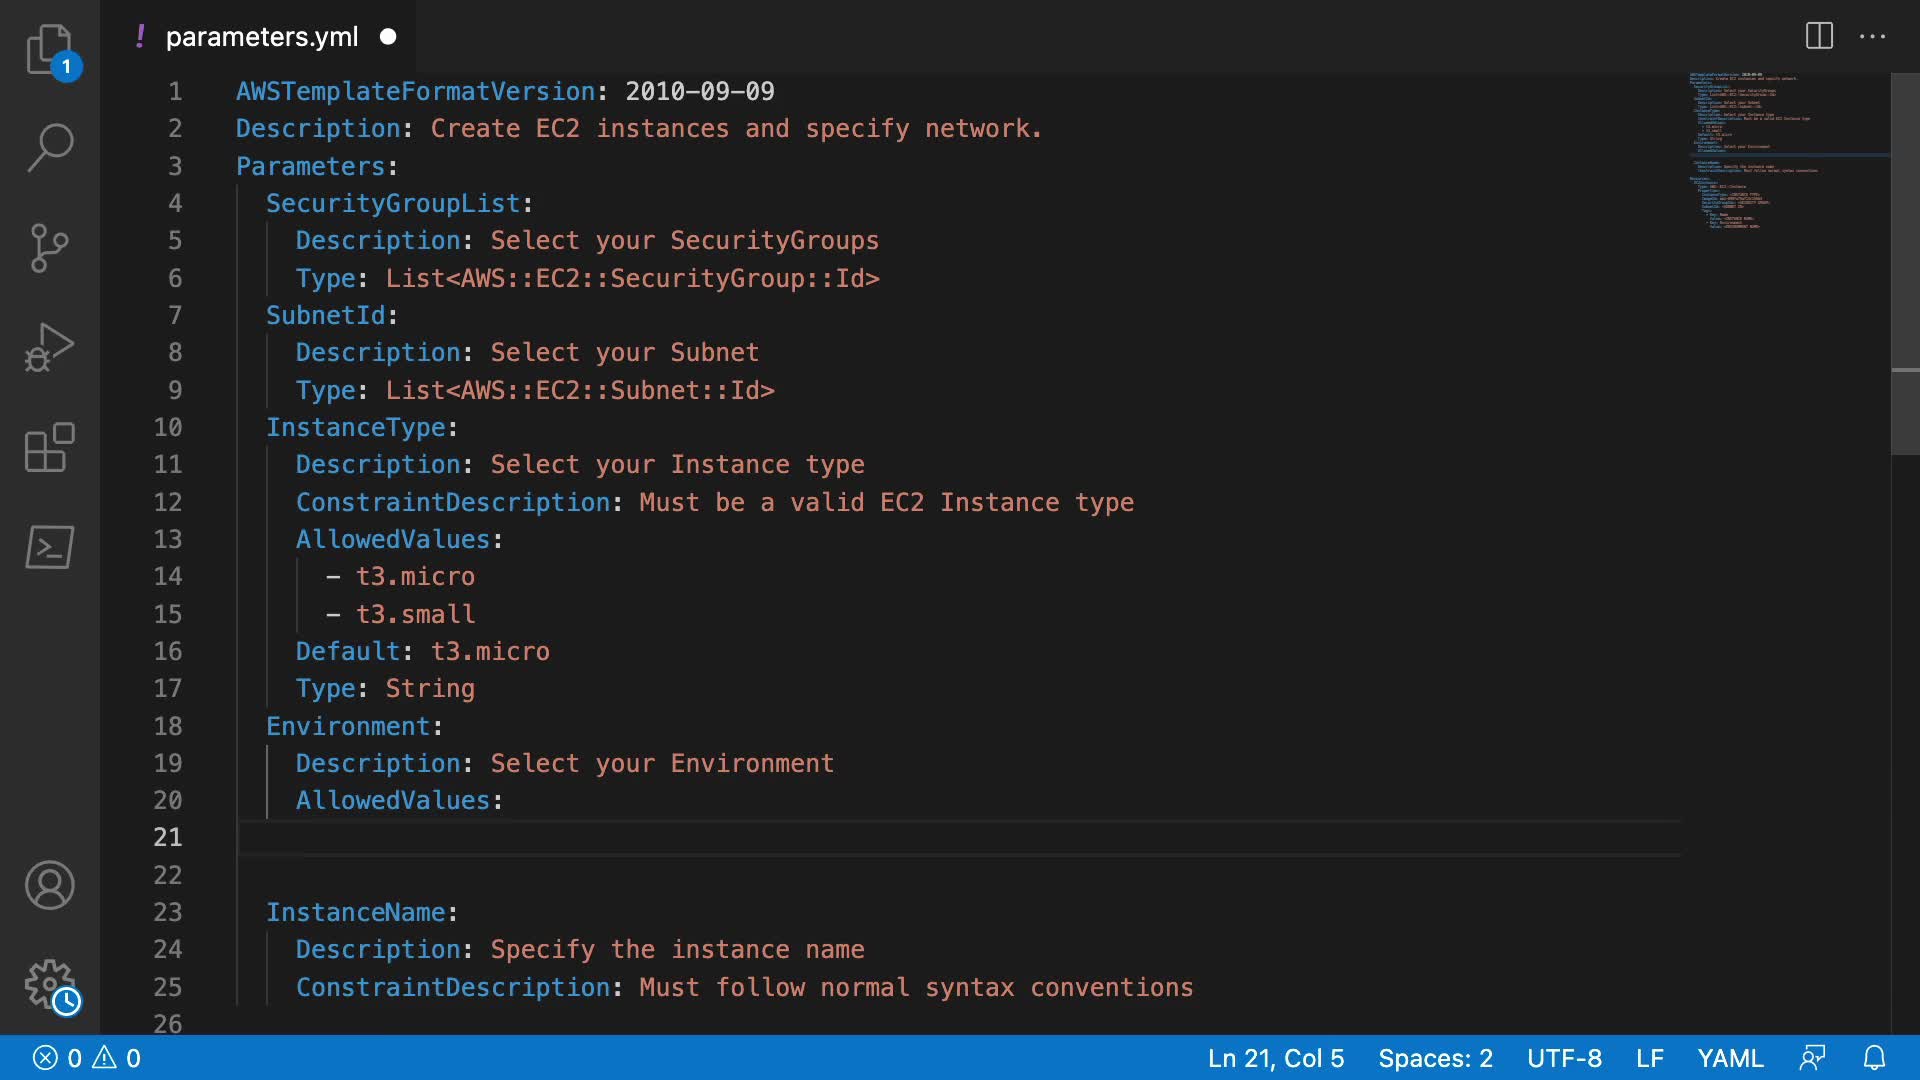 1
! parameters.yml
1 AWSTemplateFormatVersion: 2010-09-09
2 Description: Create EC2 instances and specify network.
3 Parameters:
4 SecurityGroupList:
5 Description: Select your SecurityGroups
6 Type: List<AWS::EC2::SecurityGroup::Id>
7 SubnetId:
8 Description: Select your Subnet
9 Type: List<AWS::EC2::Subnet::Id>
10 InstanceType:
11 Description: Select your Instance type
12 ConstraintDescription: Must be a valid EC2 Instance type
13 AllowedValues:
14 - t3.micro
15 - t3.small
16 Default: t3.micro
17 Type: String
18 Environment:
19 Description: Select your Environment
20 AllowedValues:
21
22
23 InstanceName:
24 Description: Specify the instance name
25 ConstraintDescription: Must follow normal syntax conventions
26
0 0 Ln 21, Col 5 Spaces: 2 UTF-8 LF YAML